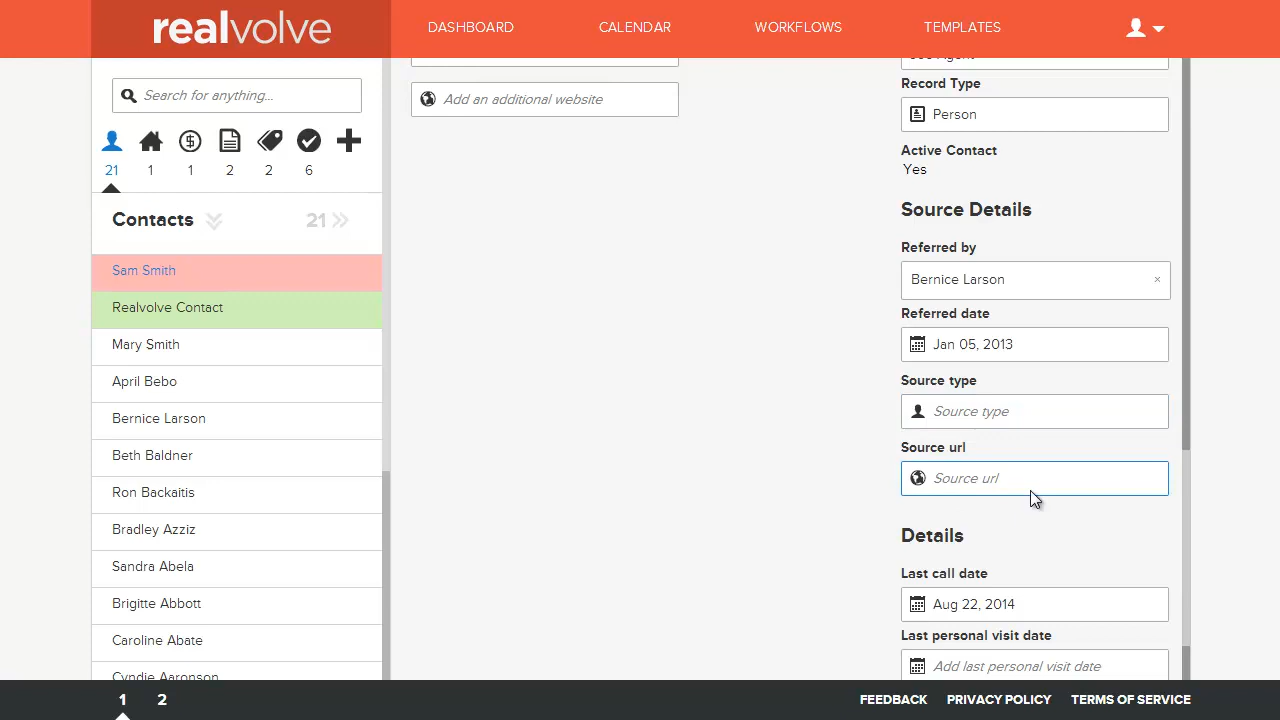 realvolve
DASHBOARD
CALENDAR
WORKFLOWS
TEMPLATES
Search for anything...
21 1 1 2 2 6
Contacts 21
Sam Smith
Realvolve Contact
Mary Smith
April Bebo
Bernice Larson
Beth Baldner
Ron Backaitis
Bradley Azziz
Sandra Abela
Brigitte Abbott
Caroline Abate
Cyndie Aaronson
Add an additional website
Record Type
Person
Active Contact
Yes
Source Details
Referred by
Bernice Larson ×
Referred date
Jan 05, 2013
Source type
Source type
Source url
Source url
Details
Last call date
Aug 22, 2014
Last personal visit date
Add last personal visit date
1 2
FEEDBACK PRIVACY POLICY TERMS OF SERVICE